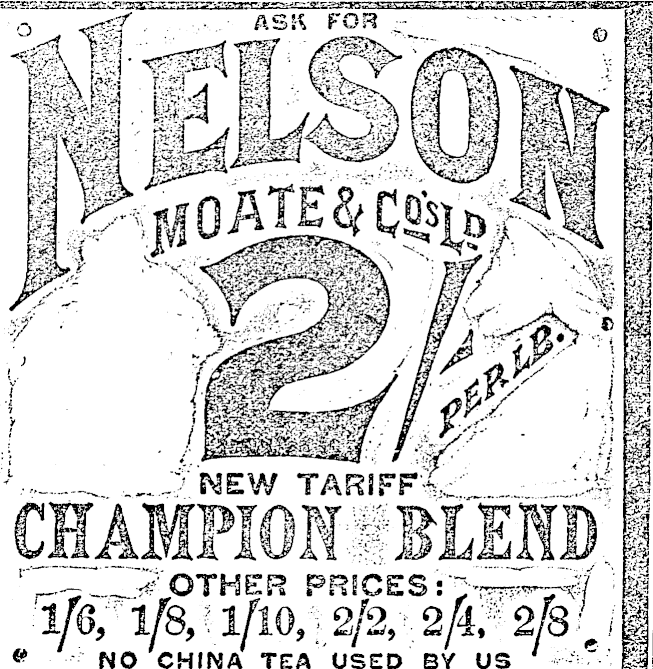 ASK FOR
NELSON
MOATE & CO'S LD
2/-
PER LB.
NEW TARIFF
CHAMPION BLEND
OTHER PRICES:
1/6, 1/8, 1/10, 2/2, 2/4, 2/8
NO CHINA TEA USED BY US